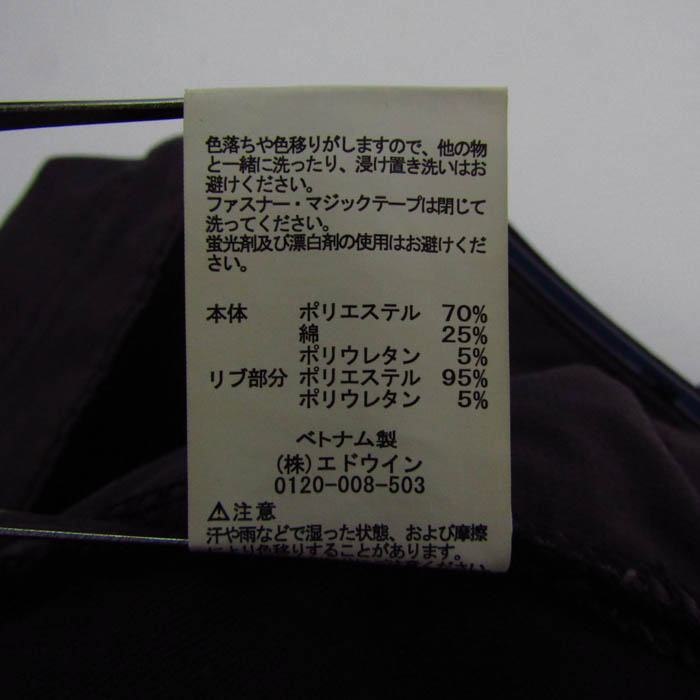 色落ちや色移りがしますので、他の物
と一緒に洗ったり、浸け置き洗いはお
避けください。
ファスナー・マジックテープは閉じて
洗ってください。
蛍光剤及び漂白剤の使用はお避けくだ
さい。
本体 ポリエステル 70%
綿 25%
ポリウレタン 5%
リブ部分 ポリエステル 95%
ポリウレタン 5%
ベトナム製
(株)エドウイン
0120-008-503
⚠注意
汗や雨などで湿った状態、および摩擦
により色移りすることがあります。